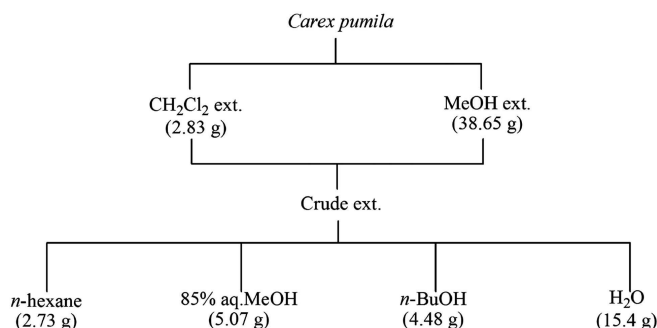 Carex pumila
CH₂Cl₂ ext.
(2.83 g)
MeOH ext.
(38.65 g)
Crude ext.
n-hexane
(2.73 g)
85% aq.MeOH
(5.07 g)
n-BuOH
(4.48 g)
H₂O
(15.4 g)